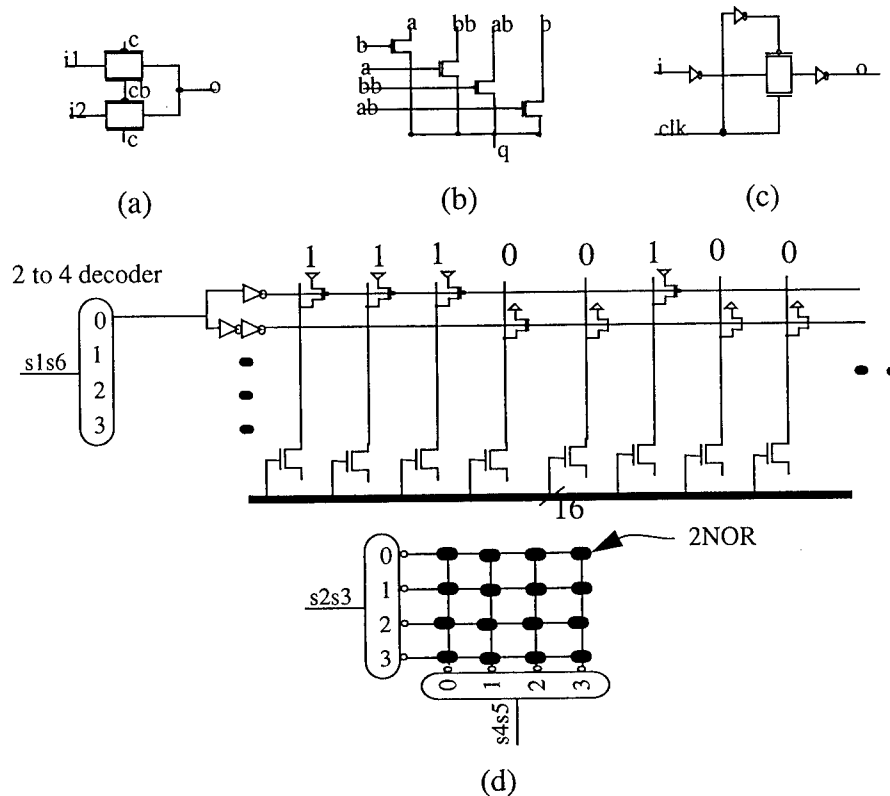 c
i1
cb
o
i2
c
(a)
a bb ab b
b
a
bb
ab
q
(b)
i o
clk
(c)
1 1 1 0 0 1 0 0
2 to 4 decoder
0
1
s1s6
2
3
16
2NOR
0
1
s2s3
2
3
0 1 2 3
s4s5
(d)